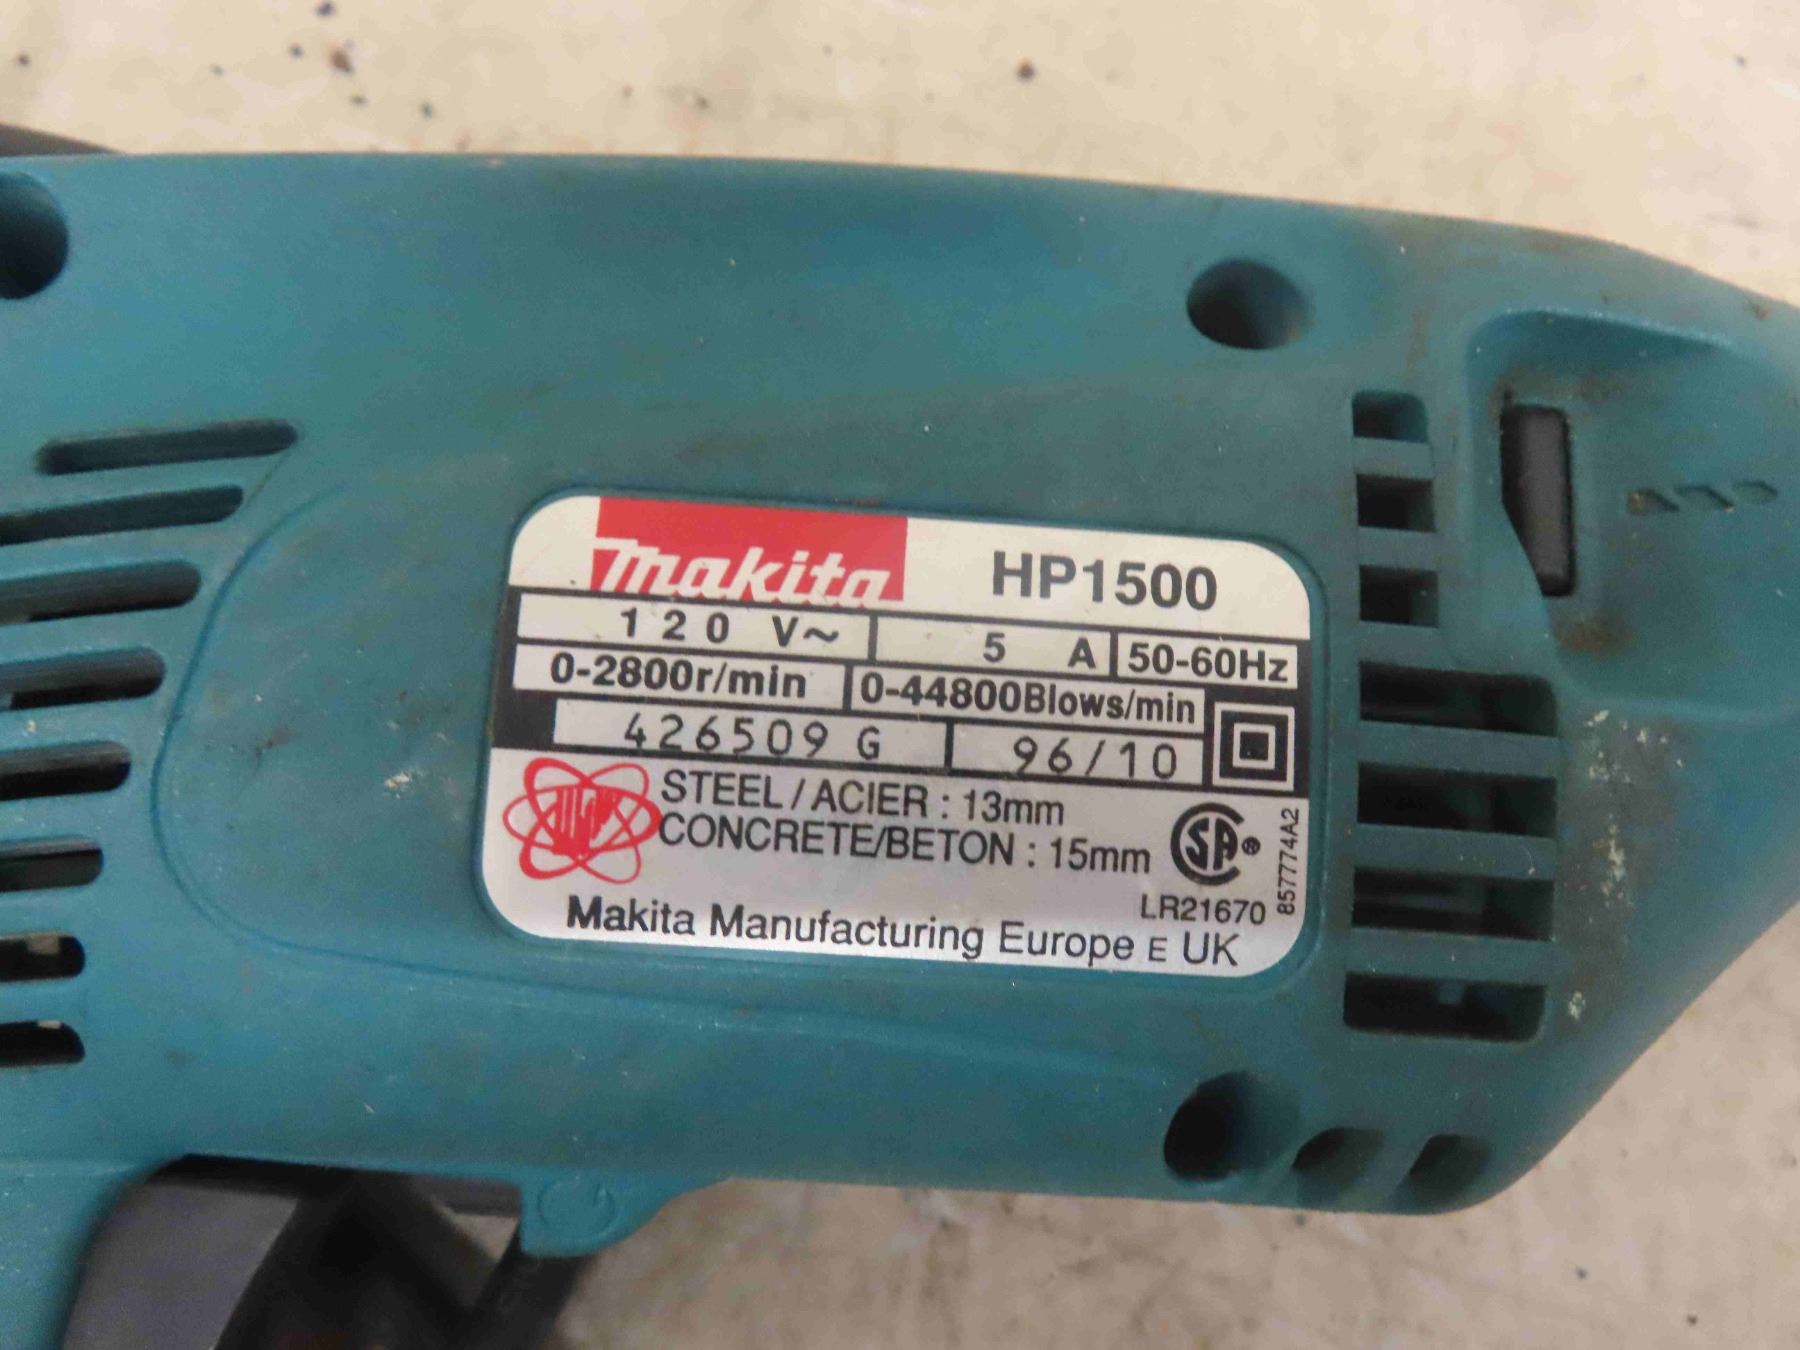 makita HP1500
120 V~ 5 A 50-60Hz
0-2800r/min 0-44800Blows/min
426509 G 96/10
STEEL/ACIER : 13mm
CONCRETE/BETON : 15mm
SA®
LR21670
857774A2
Makita Manufacturing Europe E UK